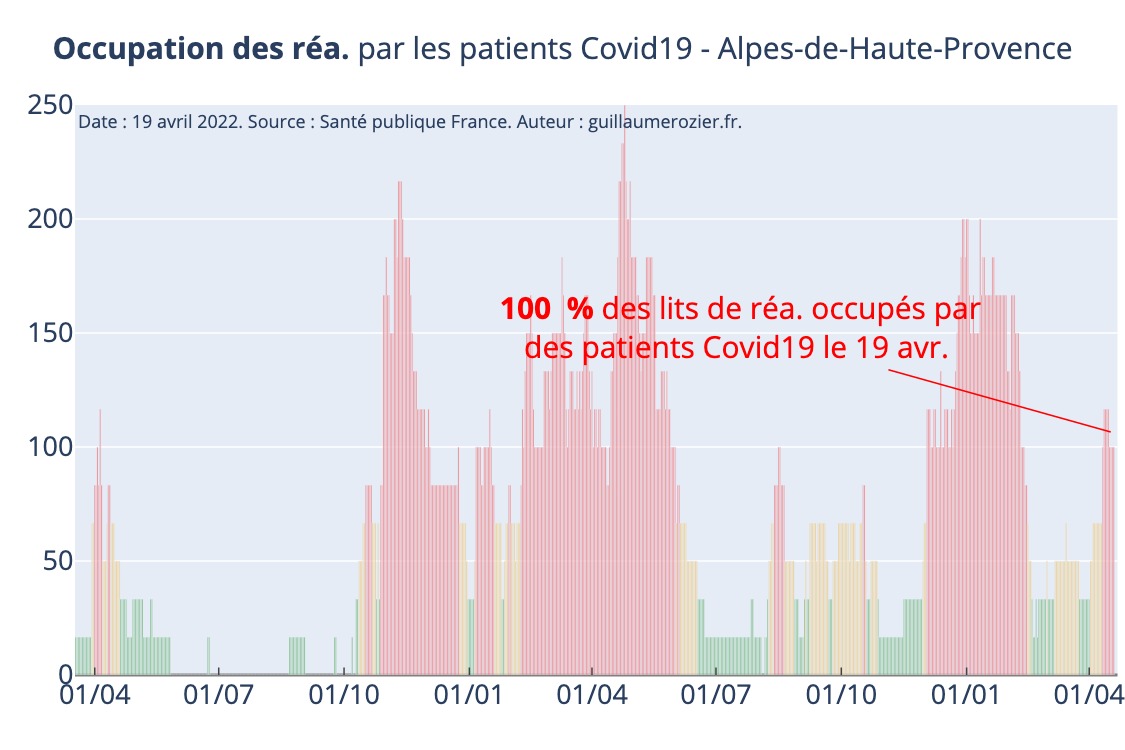 Occupation des réa. par les patients Covid19 - Alpes-de-Haute-Provence
250
Date : 19 avril 2022. Source : Santé publique France. Auteur : guillaumerozier.fr.
200
100 % des lits de réa. occupés par
150
des patients Covid19 le 19 avr.
100
50
0
01/04 01/07 01/10 01/01 01/04 01/07 01/10 01/01 01/04